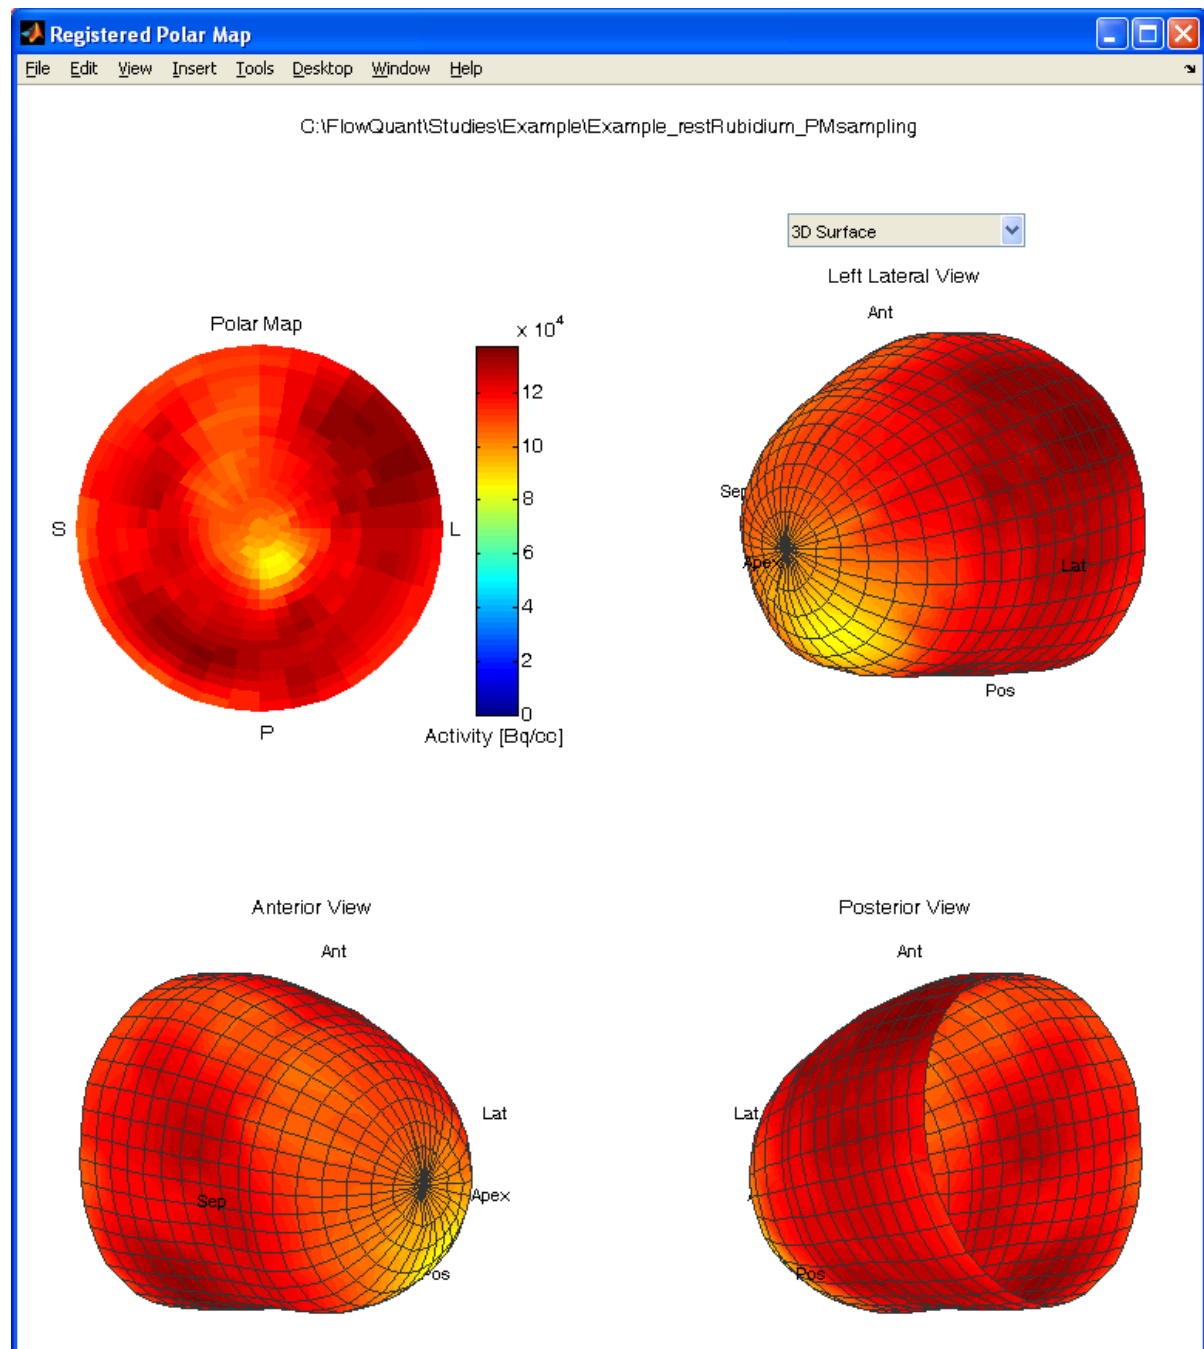 Registered Polar Map
File Edit View Insert Tools Desktop Window Help
C:\FlowQuant\Studies\Example\Example_restRubidium_PMsampling
3D Surface
Left Lateral View
Ant
Sep
Apex
Lat
Pos
Polar Map
S
L
P
x 10^4
12
10
8
6
4
2
0
Activity [Bq/cc]
Anterior View
Ant
Lat
Sep
Apex
Pos
Posterior View
Ant
Lat
Pos